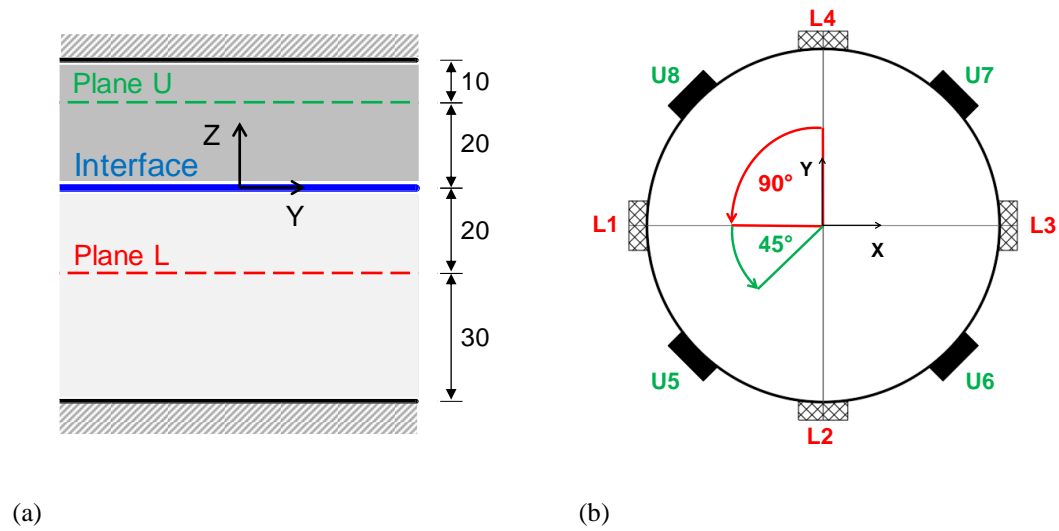 Plane U
10
Z
20
Interface
Y
20
Plane L
30
L4
U8
U7
Y
90°
L1
L3
45°
X
U5
U6
L2
(a)
(b)